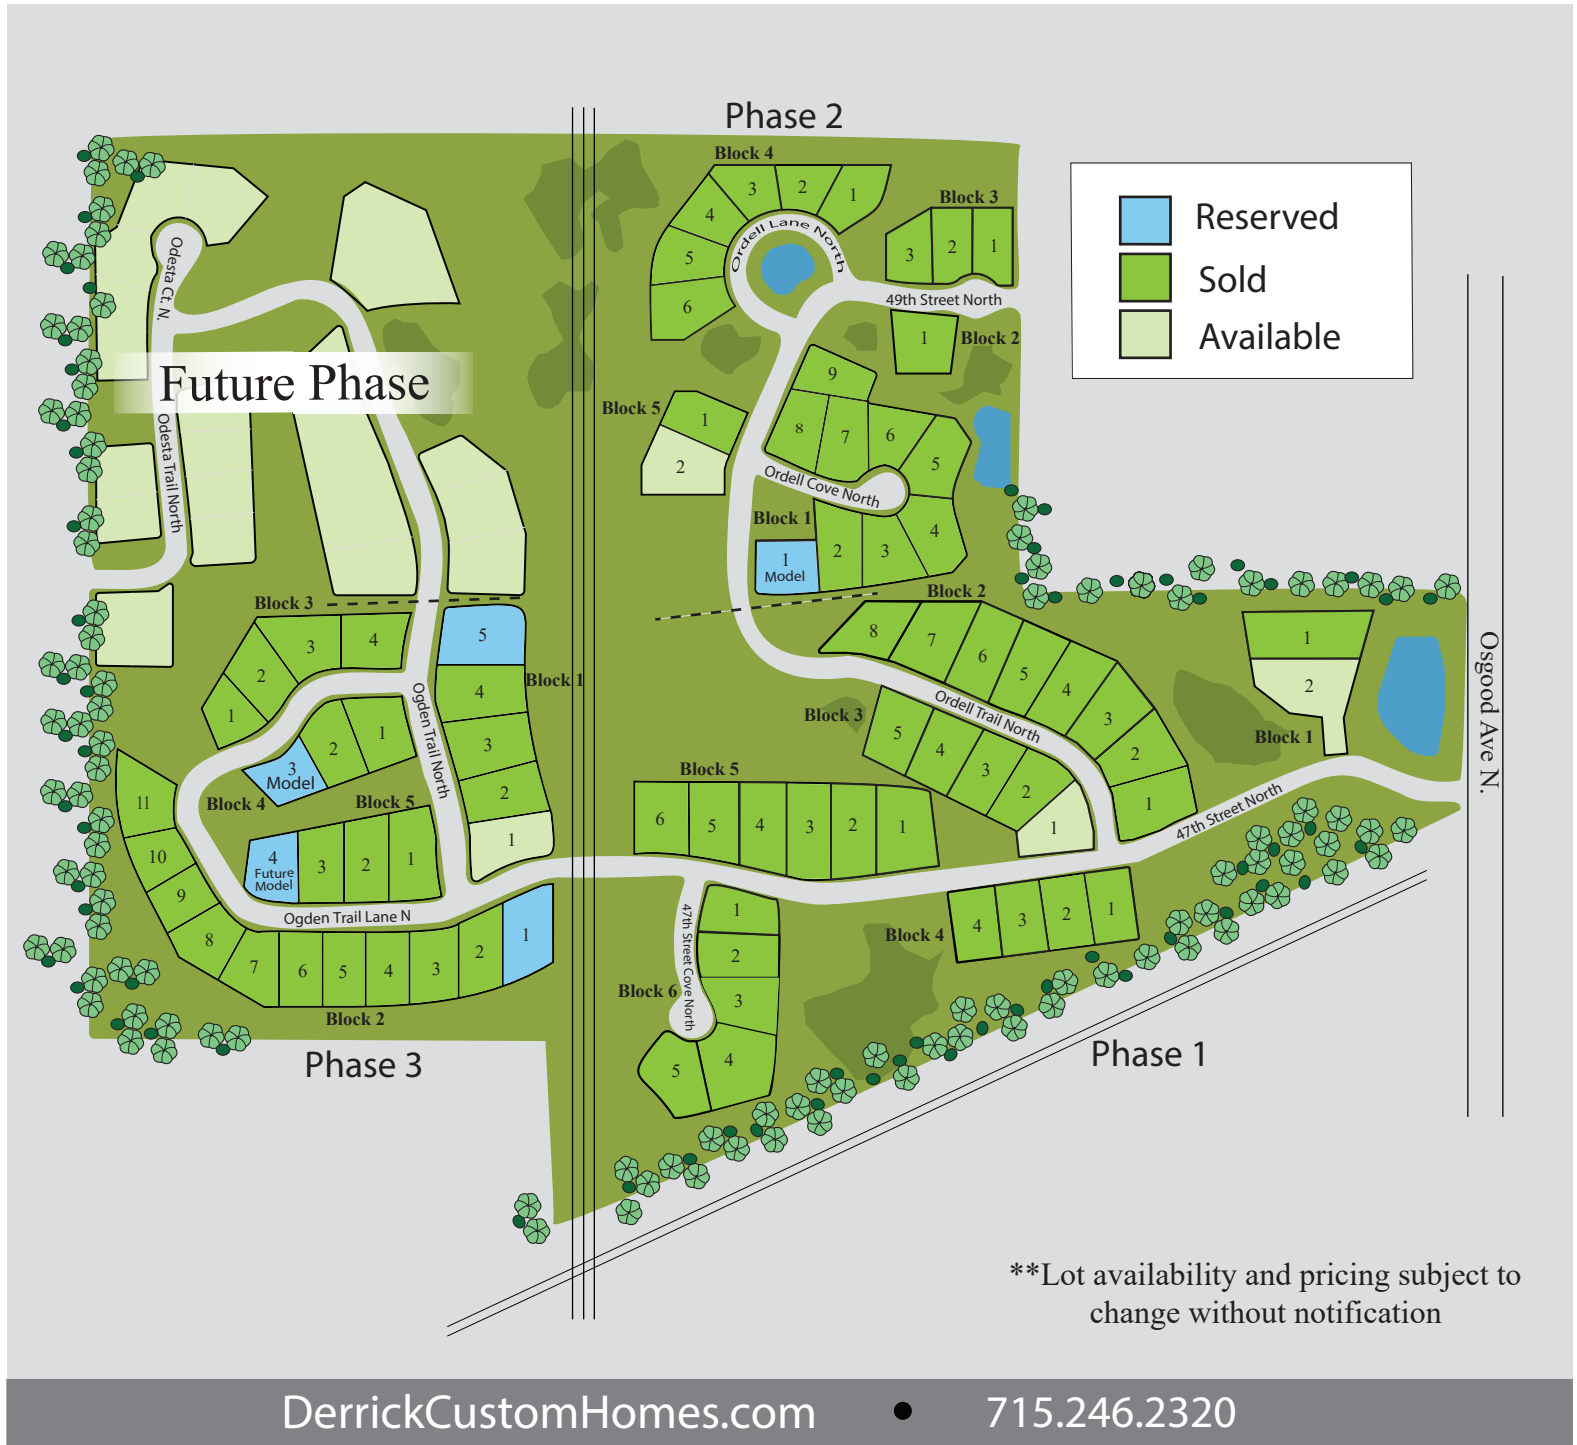 Phase 2
Block 4
3
2
1
4
5
6
Ordell Lane North
Block 3
3
2
1
49th Street North
1
Block 2
Reserved
Sold
Available
Odesta Ct. N.
Future Phase
Odesta Trail North
Block 5
1
2
9
8
7
6
5
Ordell Cove North
Block 1
1
Model
2
3
4
Block 3
1
2
3
4
5
4
3
2
1
Block 1
Ogden Trail North
3
Model
2
1
Block 4
Block 5
4
Future
Model
3
2
1
Ogden Trail Lane N
11
10
9
8
7
6
5
4
3
2
1
Block 2
Phase 3
Block 2
8
7
6
5
4
3
2
1
Ordell Trail North
Block 3
5
4
3
2
1
1
2
Block 1
Osgood Ave N.
47th Street North
Block 5
6
5
4
3
2
1
Block 4
4
3
2
1
47th Street Cove North
Block 6
1
2
3
4
5
Phase 1
**Lot availability and pricing subject to
change without notification
DerrickCustomHomes.com • 715.246.2320